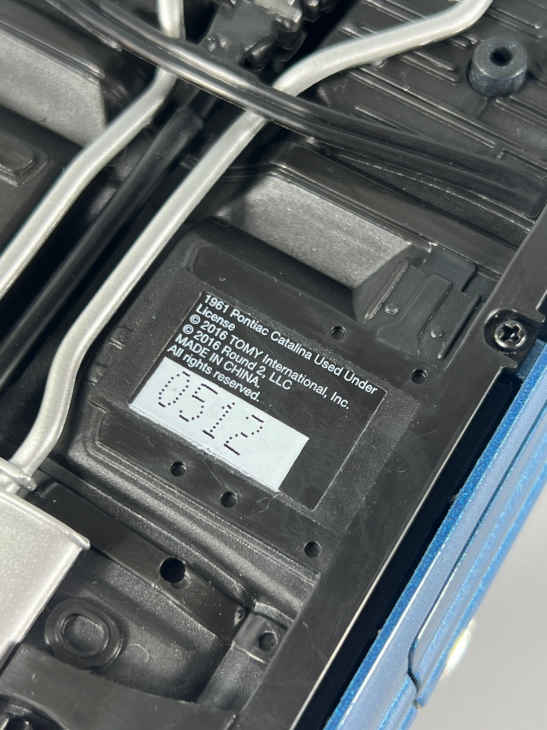 1961 Pontiac Catalina Used Under
License
© 2016 TOMY International, Inc.
© 2016 Round 2, LLC
MADE IN CHINA.
All rights reserved.
0512